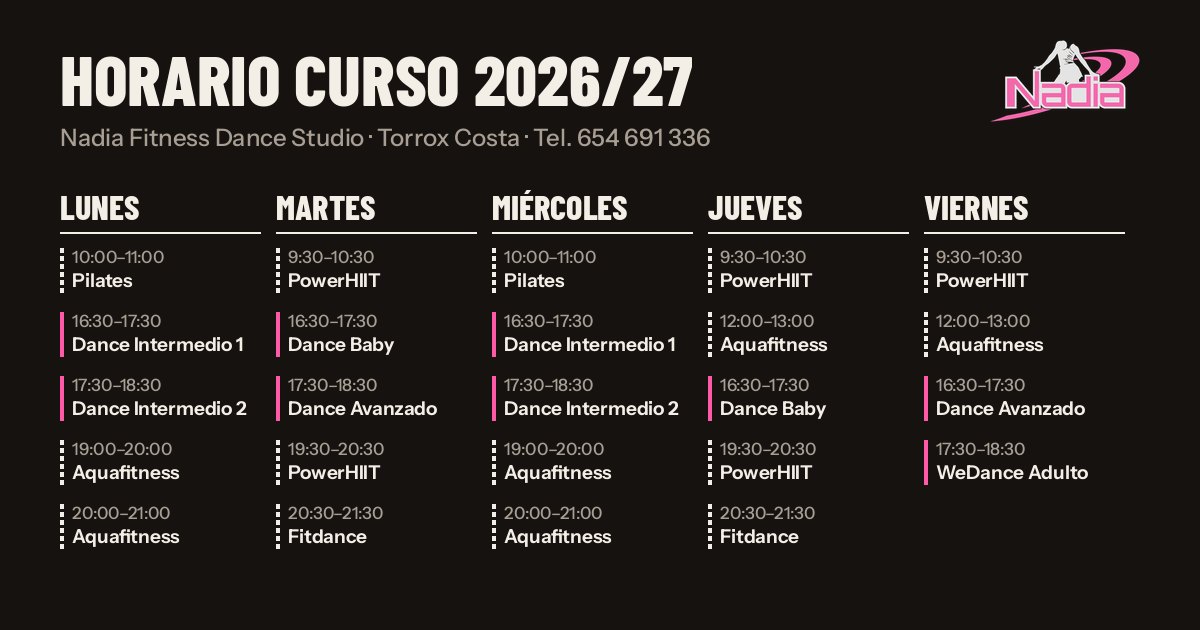 HORARIO CURSO 2026/27
Nadia Fitness Dance Studio · Torrox Costa · Tel. 654 691 336
Nadia
LUNES
10:00–11:00
Pilates
16:30–17:30
Dance Intermedio 1
17:30–18:30
Dance Intermedio 2
19:00–20:00
Aquafitness
20:00–21:00
Aquafitness
MARTES
9:30–10:30
PowerHIIT
16:30–17:30
Dance Baby
17:30–18:30
Dance Avanzado
19:30–20:30
PowerHIIT
20:30–21:30
Fitdance
MIÉRCOLES
10:00–11:00
Pilates
16:30–17:30
Dance Intermedio 1
17:30–18:30
Dance Intermedio 2
19:00–20:00
Aquafitness
20:00–21:00
Aquafitness
JUEVES
9:30–10:30
PowerHIIT
12:00–13:00
Aquafitness
16:30–17:30
Dance Baby
19:30–20:30
PowerHIIT
20:30–21:30
Fitdance
VIERNES
9:30–10:30
PowerHIIT
12:00–13:00
Aquafitness
16:30–17:30
Dance Avanzado
17:30–18:30
WeDance Adulto